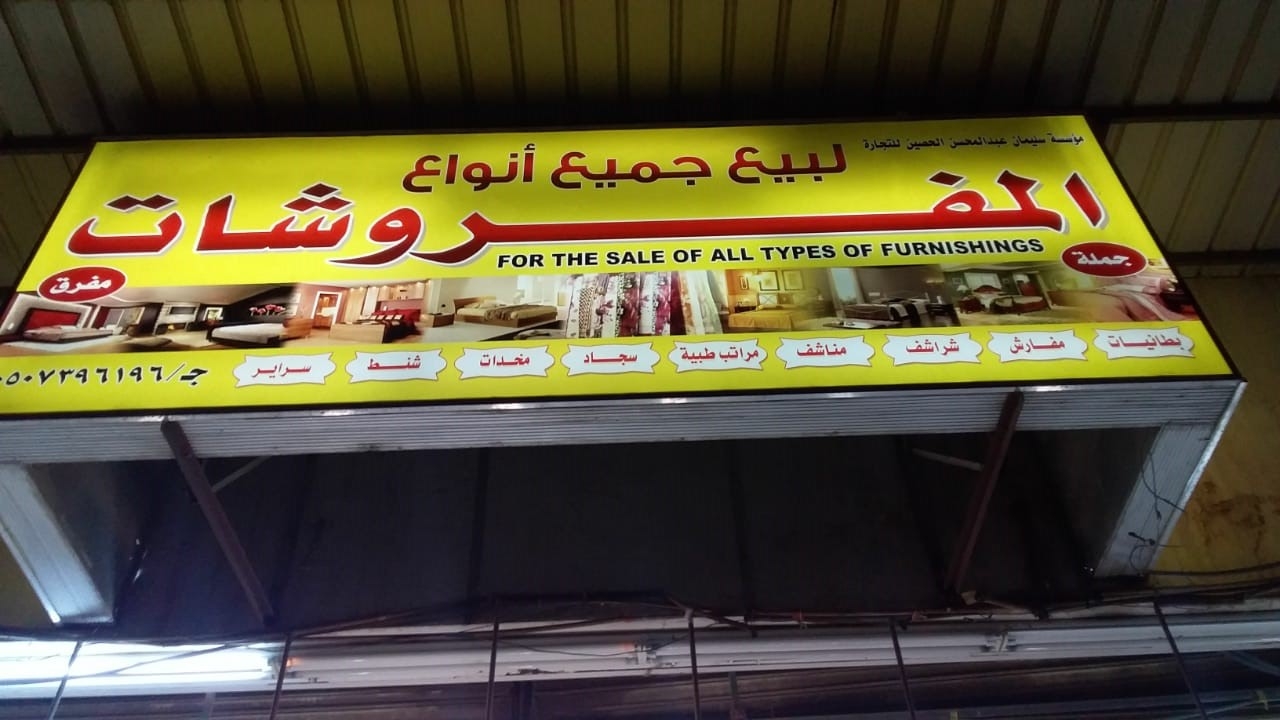 مؤسسة سليمان عبدالمحسن الحصين للتجارة
لبيع جميع أنواع
المفروشات
FOR THE SALE OF ALL TYPES OF FURNISHINGS
جملة
مفرق
بطانيات
مفارش
شراشف
مناشف
مراتب طبية
سجاد
مخدات
شنط
سراير
جـ/٠٥٠٧٣٩٦١٩٦